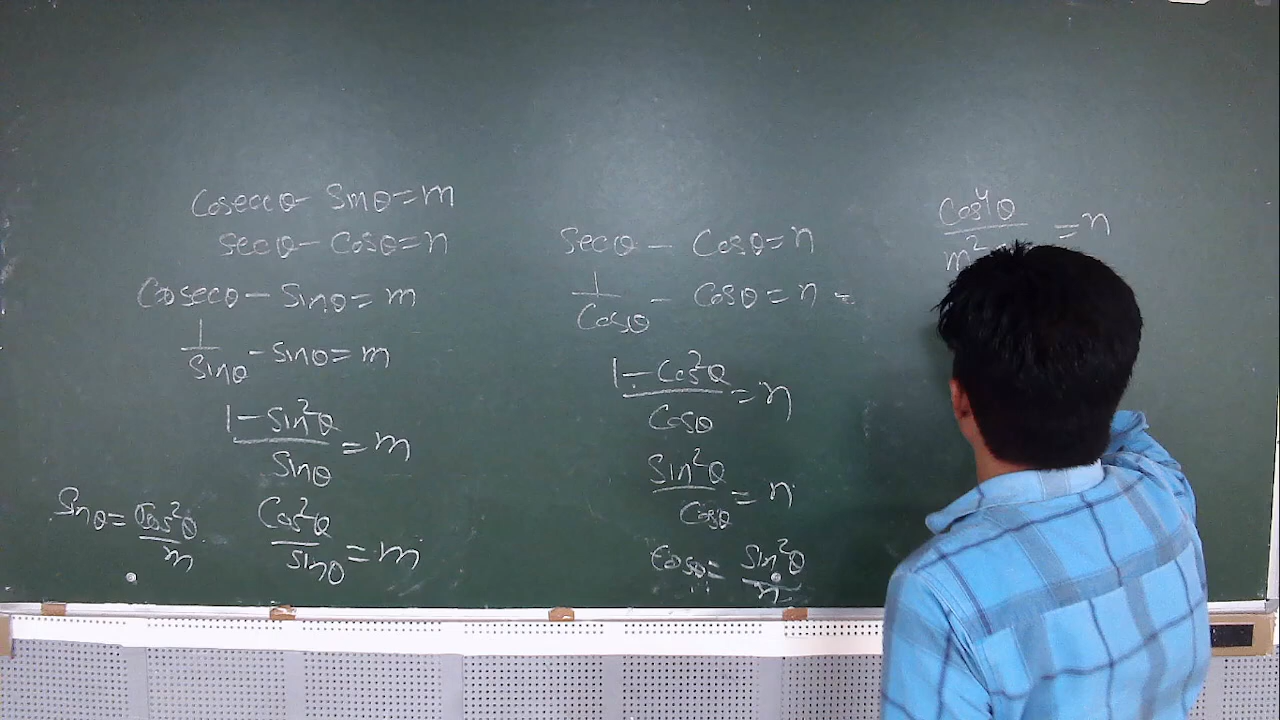 Cosecθ - Sinθ = m
secθ - Cosθ = n
Cosecθ - Sinθ = m
1/Sinθ - Sinθ = m
1 - Sin²θ / Sinθ = m
Cos²θ / Sinθ = m
Sinθ = Cos²θ / m
Secθ - Cosθ = n
1/Cosθ - Cosθ = n =
1 - Cos²θ / Cosθ = n
Sin²θ / Cosθ = n
Cosθ = Sin²θ / n
Cos⁴θ / m² = n